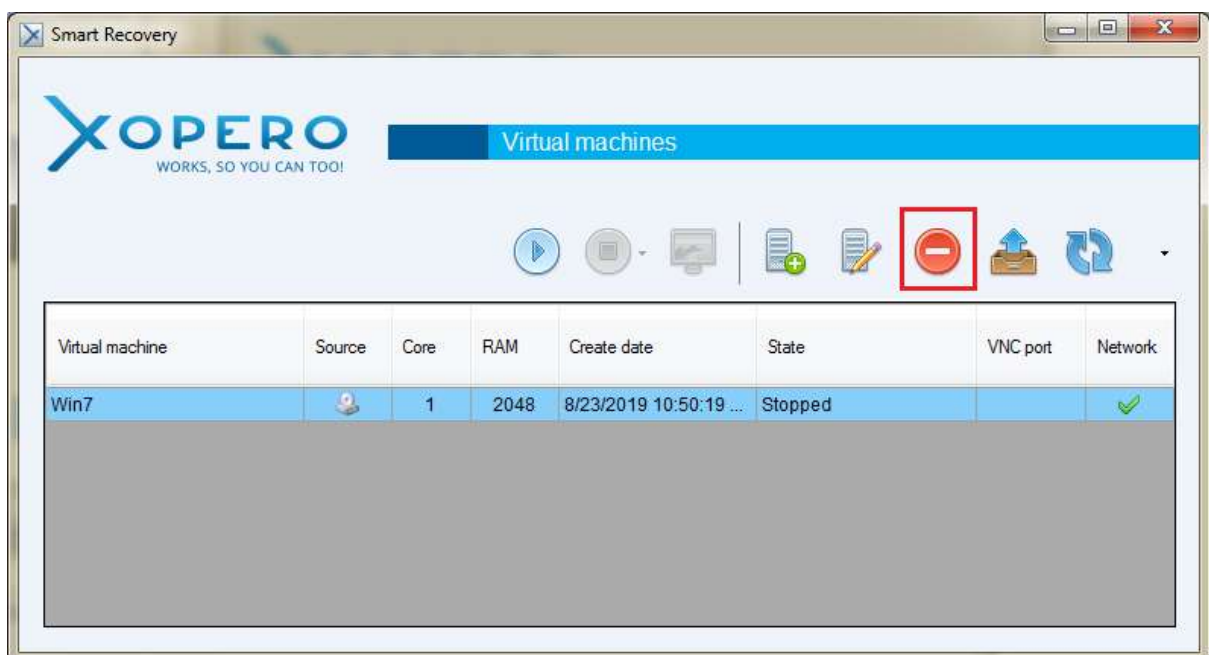 Smart Recovery
XOPERO
WORKS, SO YOU CAN TOO!
Virtual machines
Virtual machine Source Core RAM Create date State VNC port Network
Win7 1 2048 8/23/2019 10:50:19 ... Stopped